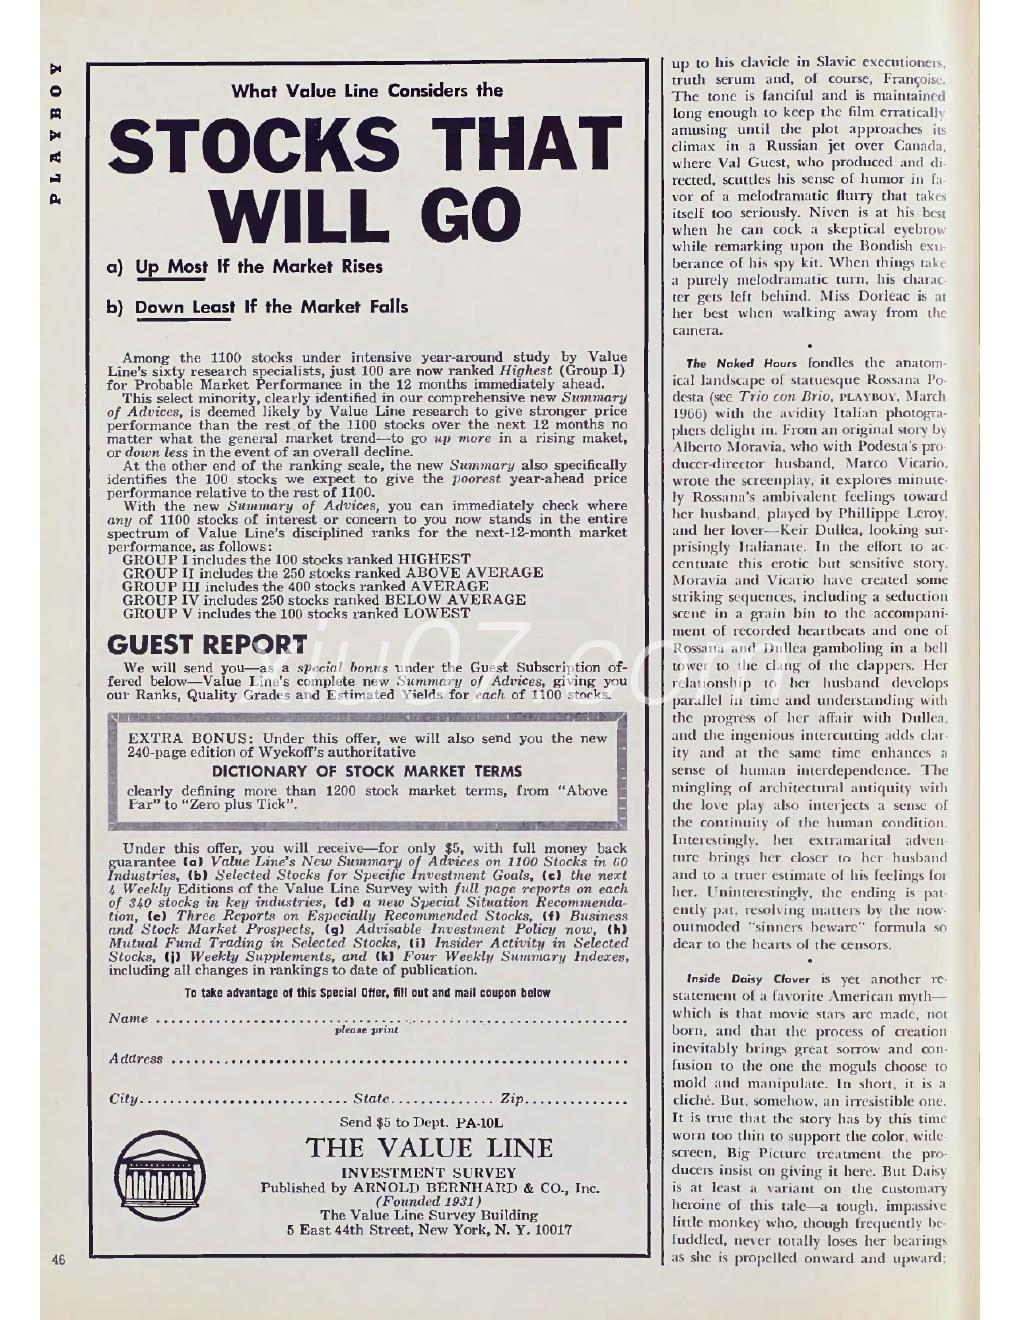 PLAYBOY
What Value Line Considers the
STOCKS THAT
WILL GO
a) Up Most If the Market Rises
b) Down Least If the Market Falls
Among the 1100 stocks under intensive year-around study by Value
Line's sixty research specialists, just 100 are now ranked Highest (Group I)
for Probable Market Performance in the 12 months immediately ahead.
This select minority, clearly identified in our comprehensive new Summary
of Advices, is deemed likely by Value Line research to give stronger price
performance than the rest of the 1100 stocks over the next 12 months no
matter what the general market trend—to go up more in a rising maket,
or down less in the event of an overall decline.
At the other end of the ranking scale, the new Summary also specifically
identifies the 100 stocks we expect to give the poorest year-ahead price
performance relative to the rest of 1100.
With the new Summary of Advices, you can immediately check where
any of 1100 stocks of interest or concern to you now stands in the entire
spectrum of Value Line's disciplined ranks for the next-12-month market
performance, as follows:
GROUP I includes the 100 stocks ranked HIGHEST
GROUP II includes the 250 stocks ranked ABOVE AVERAGE
GROUP III includes the 400 stocks ranked AVERAGE
GROUP IV includes 250 stocks ranked BELOW AVERAGE
GROUP V includes the 100 stocks ranked LOWEST
GUEST REPORT
We will send you—as a special bonus under the Guest Subscription of-
fered below—Value Line's complete new Summary of Advices, giving you
our Ranks, Quality Grades and Estimated Yields for each of 1100 stocks.
EXTRA BONUS: Under this offer, we will also send you the new
240-page edition of Wyckoff's authoritative
DICTIONARY OF STOCK MARKET TERMS
clearly defining more than 1200 stock market terms, from "Above
Par" to "Zero plus Tick".
Under this offer, you will receive—for only $5, with full money back
guarantee (a) Value Line's New Summary of Advices on 1100 Stocks in 60
Industries, (b) Selected Stocks for Specific Investment Goals, (c) the next
4 Weekly Editions of the Value Line Survey with full page reports on each
of 340 stocks in key industries, (d) a new Special Situation Recommenda-
tion, (e) Three Reports on Especially Recommended Stocks, (f) Business
and Stock Market Prospects, (g) Advisable Investment Policy now, (h)
Mutual Fund Trading in Selected Stocks, (i) Insider Activity in Selected
Stocks, (j) Weekly Supplements, and (k) Four Weekly Summary Indexes,
including all changes in rankings to date of publication.
To take advantage of this Special Offer, fill out and mail coupon below
Name
please print
Address
City State Zip
Send $5 to Dept. PA-10L
THE VALUE LINE
INVESTMENT SURVEY
Published by ARNOLD BERNHARD & CO., Inc.
(Founded 1931)
The Value Line Survey Building
5 East 44th Street, New York, N. Y. 10017
46
up to his clavicle in Slavic executioners,
truth serum and, of course, Françoise.
The tone is fanciful and is maintained
long enough to keep the film erratically
amusing until the plot approaches its
climax in a Russian jet over Canada,
where Val Guest, who produced and di-
rected, scuttles his sense of humor in fa-
vor of a melodramatic flurry that takes
itself too seriously. Niven is at his best
when he can cock a skeptical eyebrow
while remarking upon the Bondish exu-
berance of his spy kit. When things take
a purely melodramatic turn, his charac-
ter gets left behind. Miss Dorleac is at
her best when walking away from the
camera.
•
The Naked Hours fondles the anatom-
ical landscape of statuesque Rossana Po-
desta (see Trio con Brio, PLAYBOY, March
1966) with the avidity Italian photogra-
phers delight in. From an original story by
Alberto Moravia, who with Podesta's pro-
ducer-director husband, Marco Vicario,
wrote the screenplay, it explores minute-
ly Rossana's ambivalent feelings toward
her husband, played by Phillippe Leroy,
and her lover—Keir Dullea, looking sur-
prisingly Italianate. In the effort to ac-
centuate this erotic but sensitive story,
Moravia and Vicario have created some
striking sequences, including a seduction
scene in a grain bin to the accompani-
ment of recorded heartbeats and one of
Rossana and Dullea gamboling in a bell
tower to the clang of the clappers. Her
relationship to her husband develops
parallel in time and understanding with
the progress of her affair with Dullea,
and the ingenious intercutting adds clar-
ity and at the same time enhances a
sense of human interdependence. The
mingling of architectural antiquity with
the love play also interjects a sense of
the continuity of the human condition.
Interestingly, her extramarital adven-
ture brings her closer to her husband
and to a truer estimate of his feelings for
her. Uninterestingly, the ending is pat-
ently pat, resolving matters by the now-
outmoded "sinners beware" formula so
dear to the hearts of the censors.
•
Inside Daisy Clover is yet another re-
statement of a favorite American myth—
which is that movie stars are made, not
born, and that the process of creation
inevitably brings great sorrow and con-
fusion to the one the moguls choose to
mold and manipulate. In short, it is a
cliché. But, somehow, an irresistible one.
It is true that the story has by this time
worn too thin to support the color, wide-
screen, Big Picture treatment the pro-
ducers insist on giving it here. But Daisy
is at least a variant on the customary
heroine of this tale—a tough, impassive
little monkey who, though frequently be-
fuddled, never totally loses her bearings
as she is propelled onward and upward;
xiu07.com